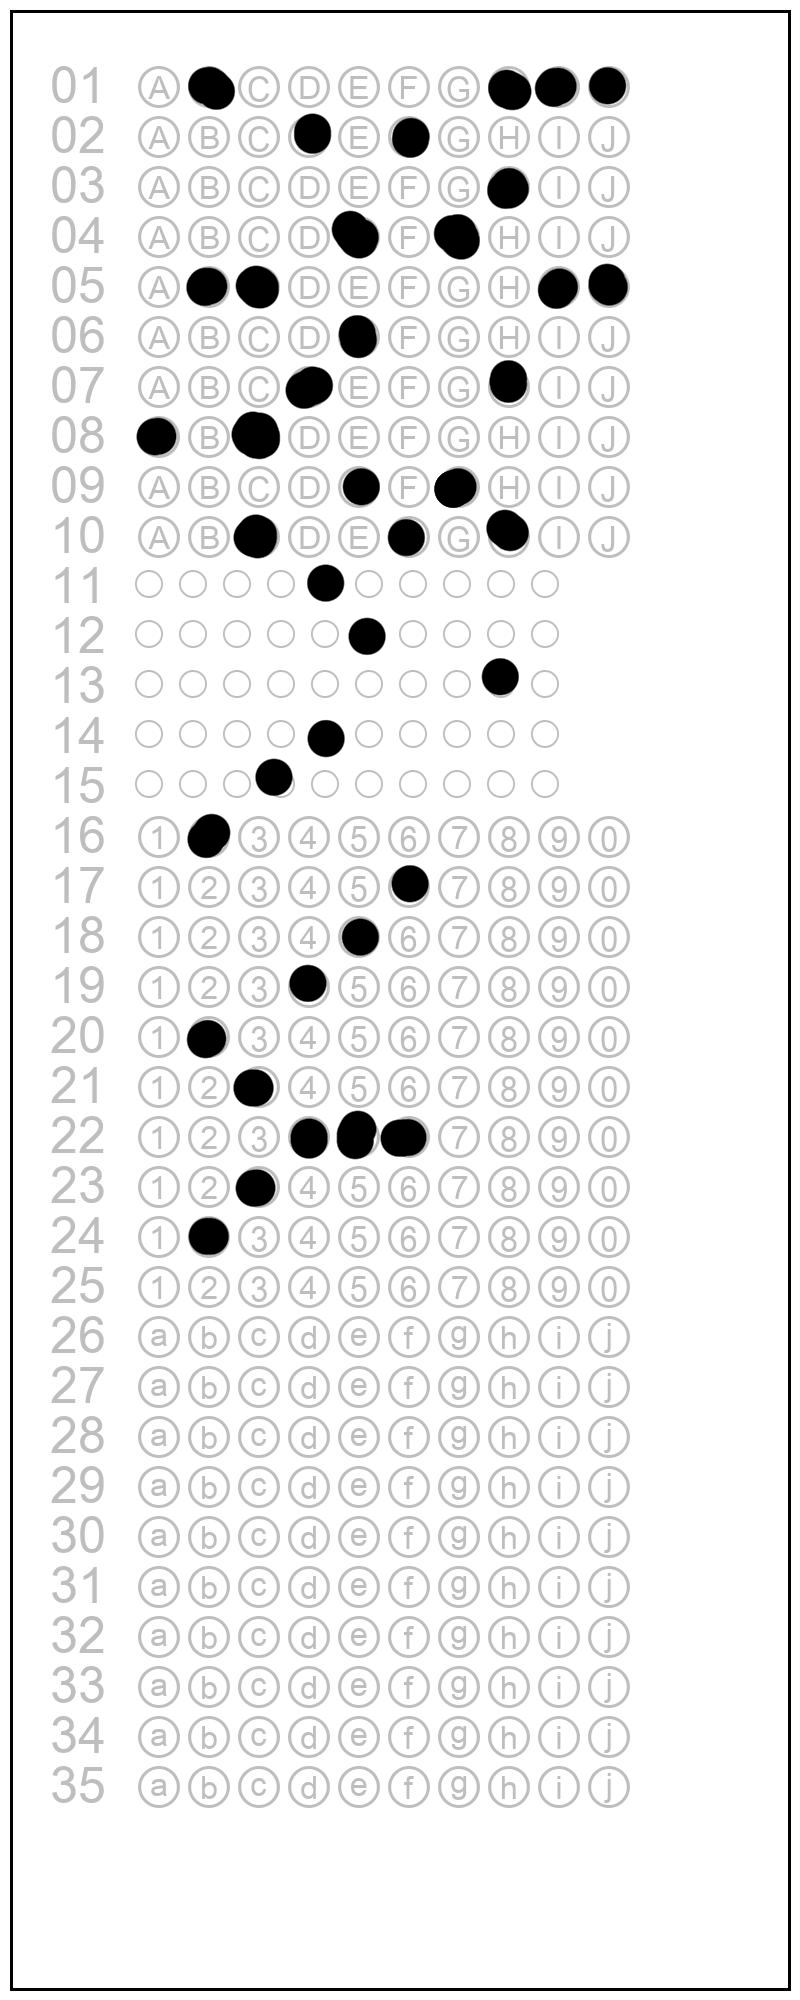 01 A C D E F G
02 A B C E G H I J
03 A B C D E F G I J
04 A B C D F H I J
05 A D E F G H
06 A B C D F G H I J
07 A B C E F G I J
08 B D E F G H I J
09 A B C D F H I J
10 A B D E G I J
11
12
13
14
15
16 1 3 4 5 6 7 8 9 0
17 1 2 3 4 5 7 8 9 0
18 1 2 3 4 6 7 8 9 0
19 1 2 3 5 6 7 8 9 0
20 1 3 4 5 6 7 8 9 0
21 1 2 4 5 6 7 8 9 0
22 1 2 3 7 8 9 0
23 1 2 4 5 6 7 8 9 0
24 1 3 4 5 6 7 8 9 0
25 1 2 3 4 5 6 7 8 9 0
26 a b c d e f g h i j
27 a b c d e f g h i j
28 a b c d e f g h i j
29 a b c d e f g h i j
30 a b c d e f g h i j
31 a b c d e f g h i j
32 a b c d e f g h i j
33 a b c d e f g h i j
34 a b c d e f g h i j
35 a b c d e f g h i j